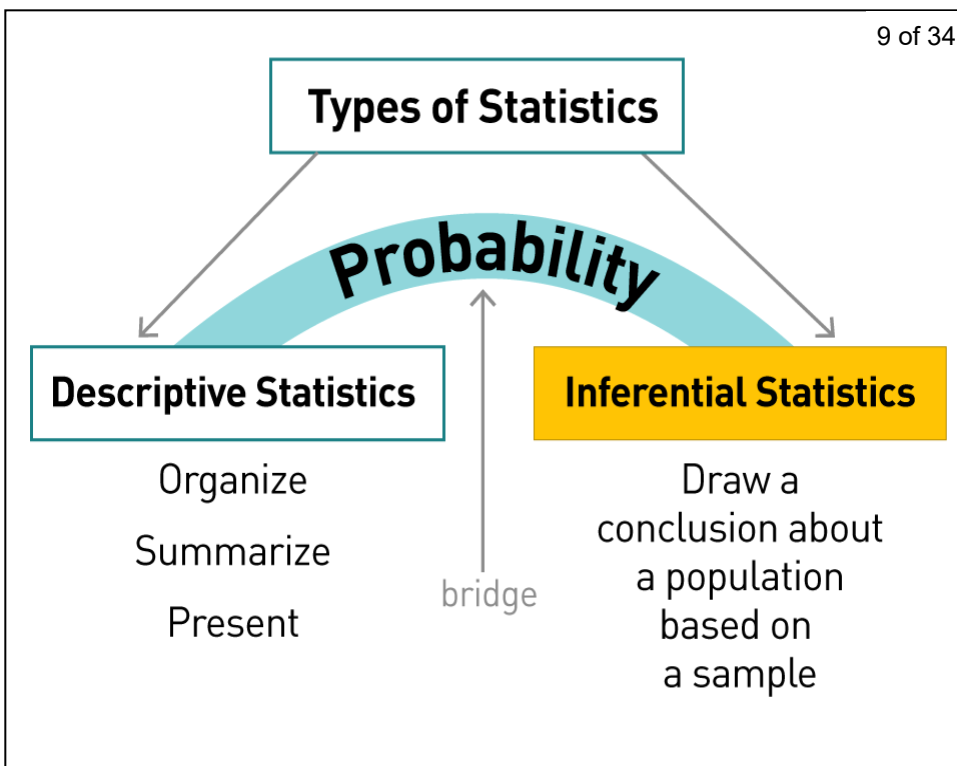 9 of 34
Types of Statistics
Probability
Descriptive Statistics
Organize
Summarize
Present
bridge
Inferential Statistics
Draw a
conclusion about
a population
based on
a sample